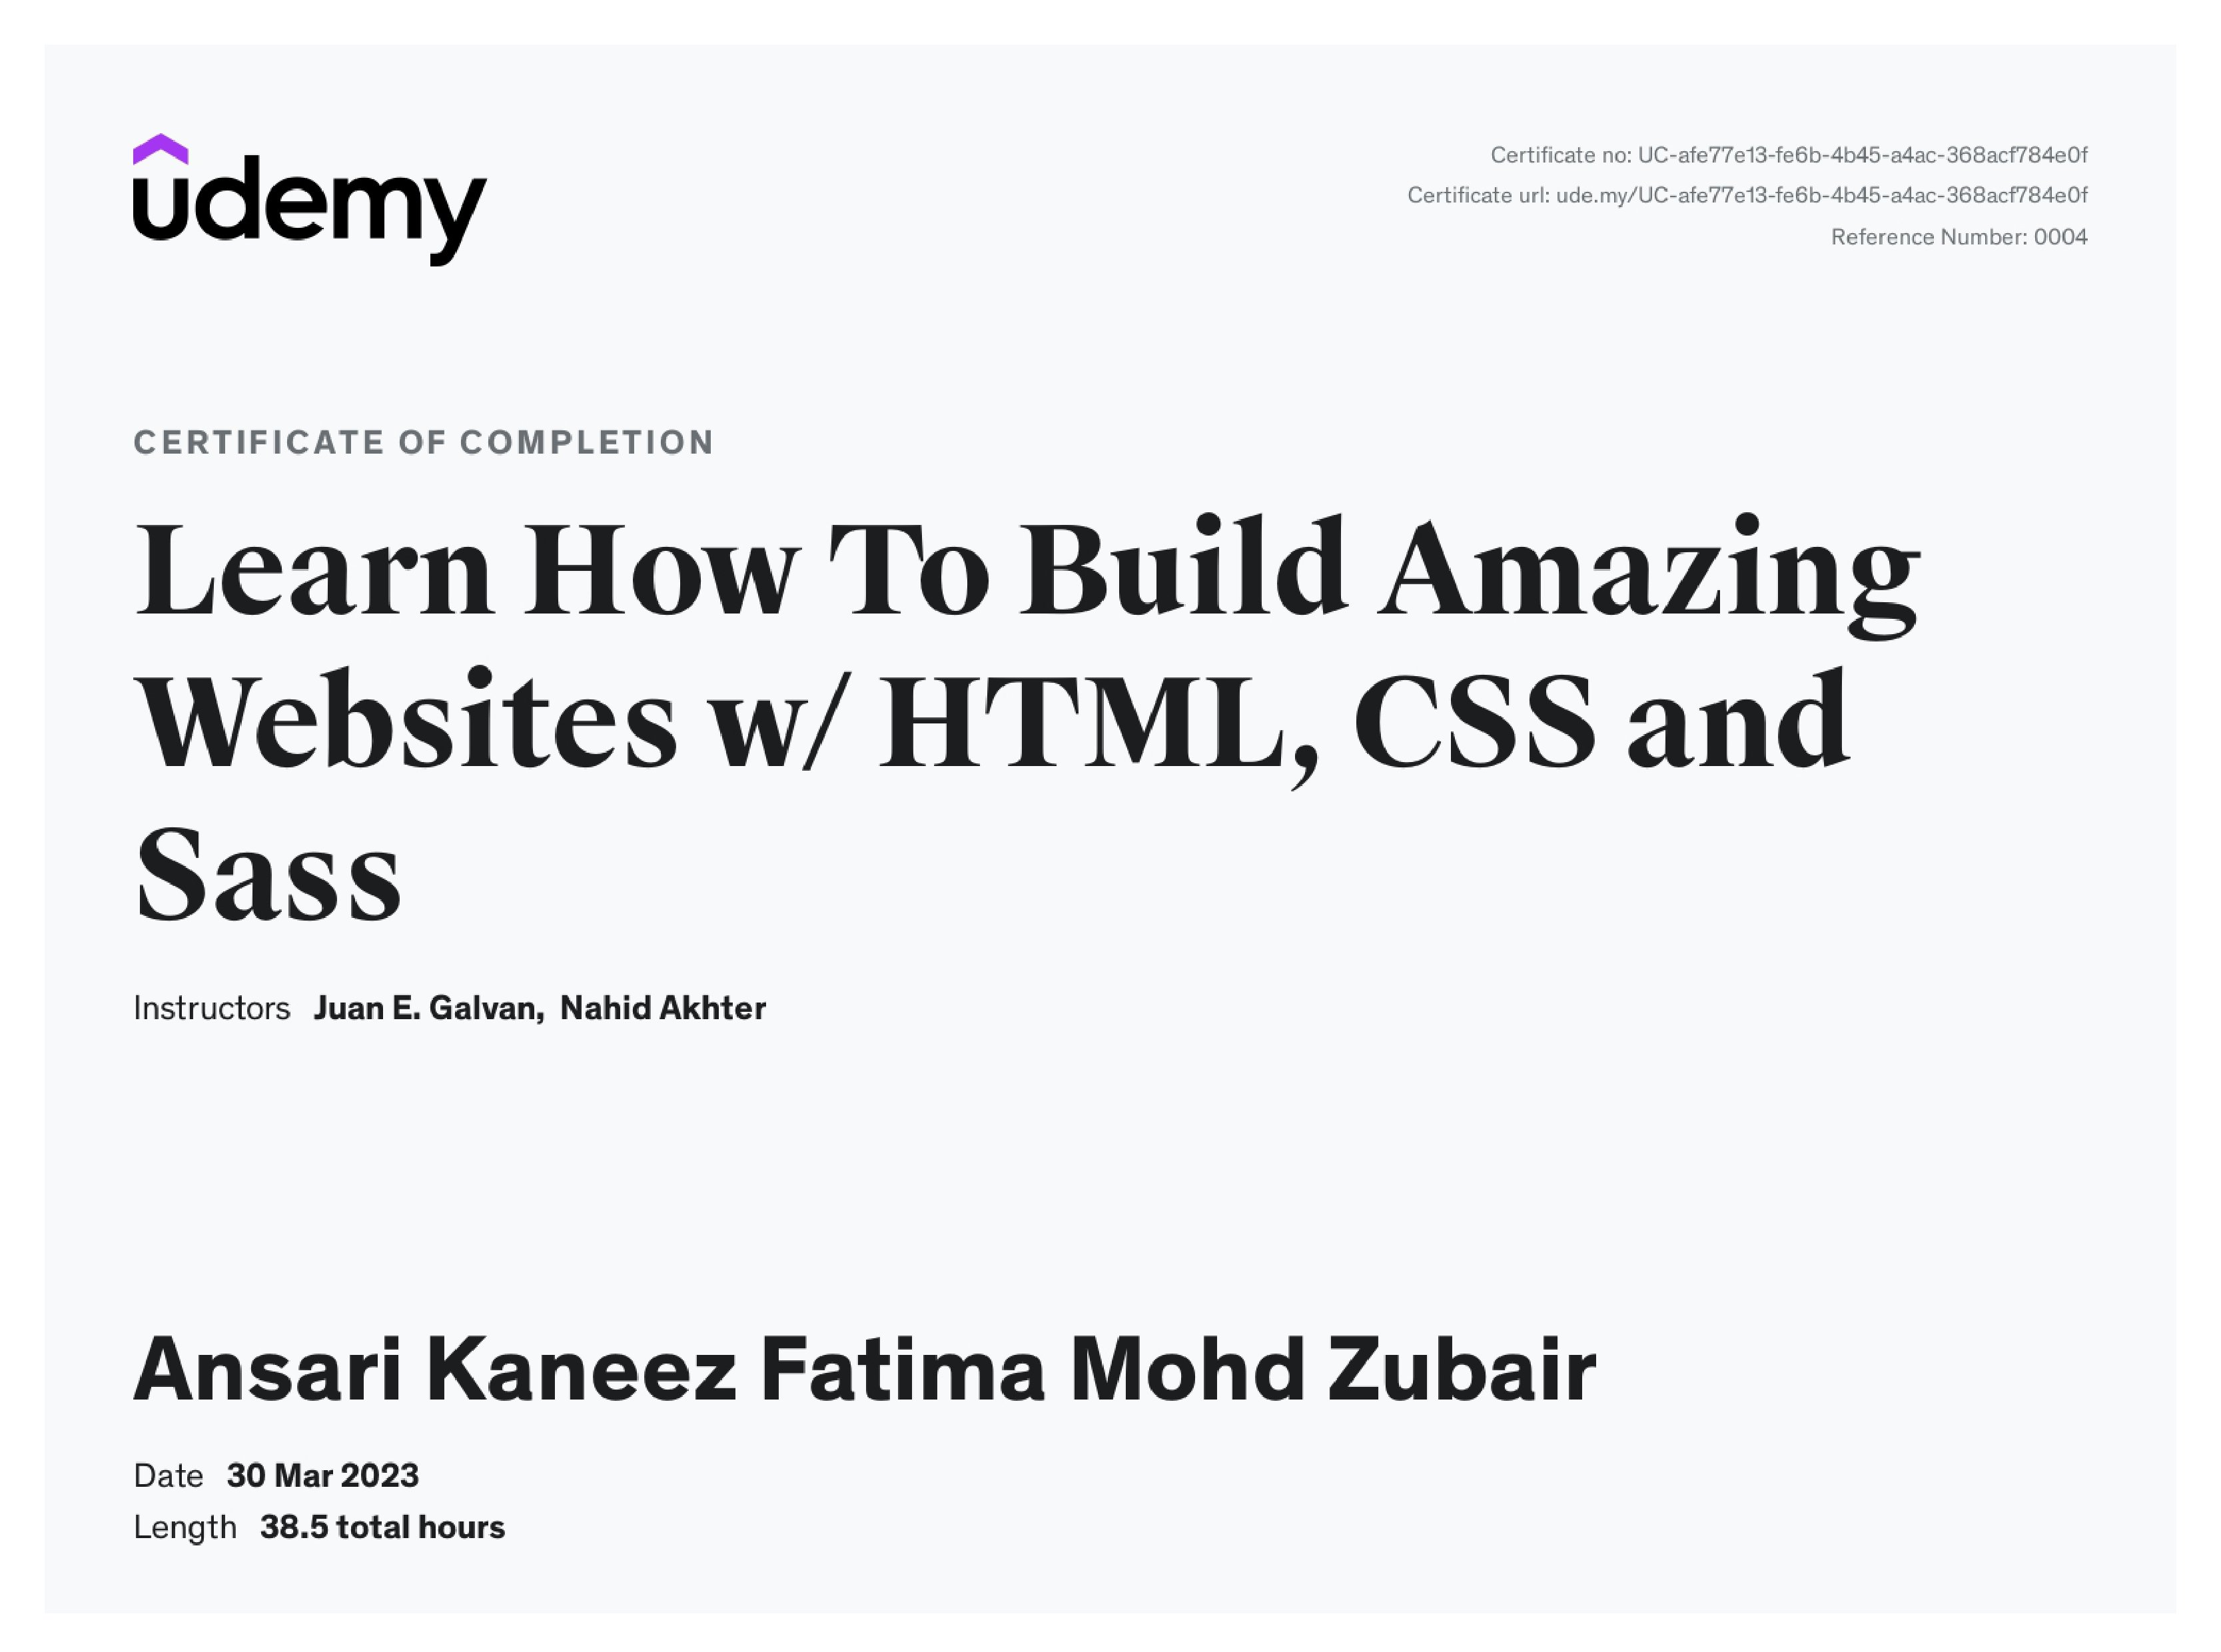 udemy
Certificate no: UC-afe77e13-fe6b-4b45-a4ac-368acf784e0f
Certificate url: ude.my/UC-afe77e13-fe6b-4b45-a4ac-368acf784e0f
Reference Number: 0004
CERTIFICATE OF COMPLETION
Learn How To Build Amazing
Websites w/ HTML, CSS and
Sass
Instructors Juan E. Galvan, Nahid Akhter
Ansari Kaneez Fatima Mohd Zubair
Date 30 Mar 2023
Length 38.5 total hours